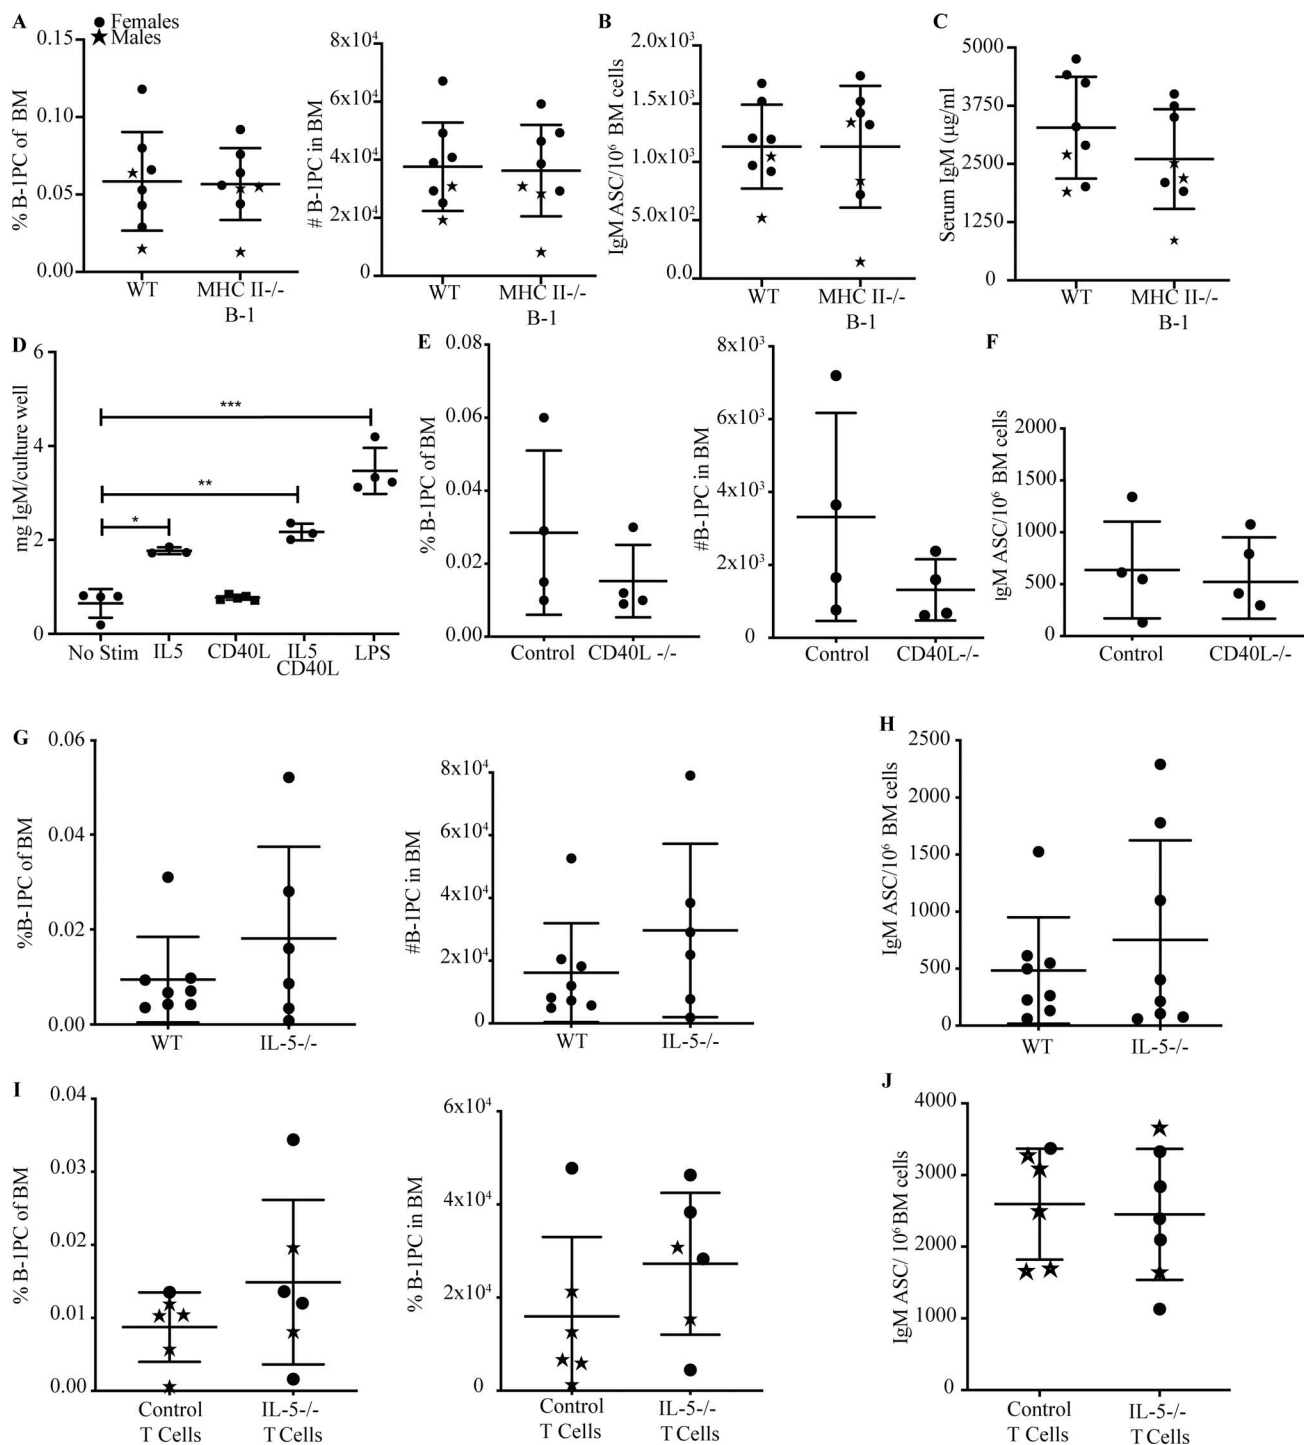 A
● Females
★ Males
% B-1PC of BM
0.15
0.10
0.05
0.00
WT
MHC II-/-
B-1
# B-1PC in BM
8x10⁴
6x10⁴
4x10⁴
2x10⁴
0
WT
MHC II-/-
B-1
B
IgM ASC/10⁶ BM cells
2.0x10³
1.5x10³
1.0x10³
5.0x10²
0.0
WT
MHC II-/-
B-1
C
Serum IgM (µg/ml
5000
3750
2500
1250
0
WT
MHC II-/-
B-1
D
mg IgM/culture well
6
4
2
0
***
**
*
No Stim
IL5
CD40L
IL5
CD40L
LPS
E
% B-1PC of BM
0.08
0.06
0.04
0.02
0.00
Control
CD40L -/-
#B-1PC in BM
8x10³
6x10³
4x10³
2x10³
0
Control
CD40L-/-
F
IgM ASC/10⁶ BM cells
2000
1500
1000
500
0
Control
CD40L-/-
G
%B-1PC of BM
0.06
0.04
0.02
0.00
WT
IL-5-/-
#B-1PC in BM
8x10⁴
6x10⁴
4x10⁴
2x10⁴
0
WT
IL-5-/-
H
IgM ASC/10⁶ BM cells
2500
2000
1500
1000
500
0
WT
IL-5-/-
I
% B-1PC of BM
0.04
0.03
0.02
0.01
0.00
Control
T Cells
IL-5-/-
T Cells
% B-1PC in BM
6x10⁴
4x10⁴
2x10⁴
0
Control
T Cells
IL-5-/-
T Cells
J
IgM ASC/ 10⁶BM cells
4000
3000
2000
1000
0
Control
T Cells
IL-5-/-
T Cells